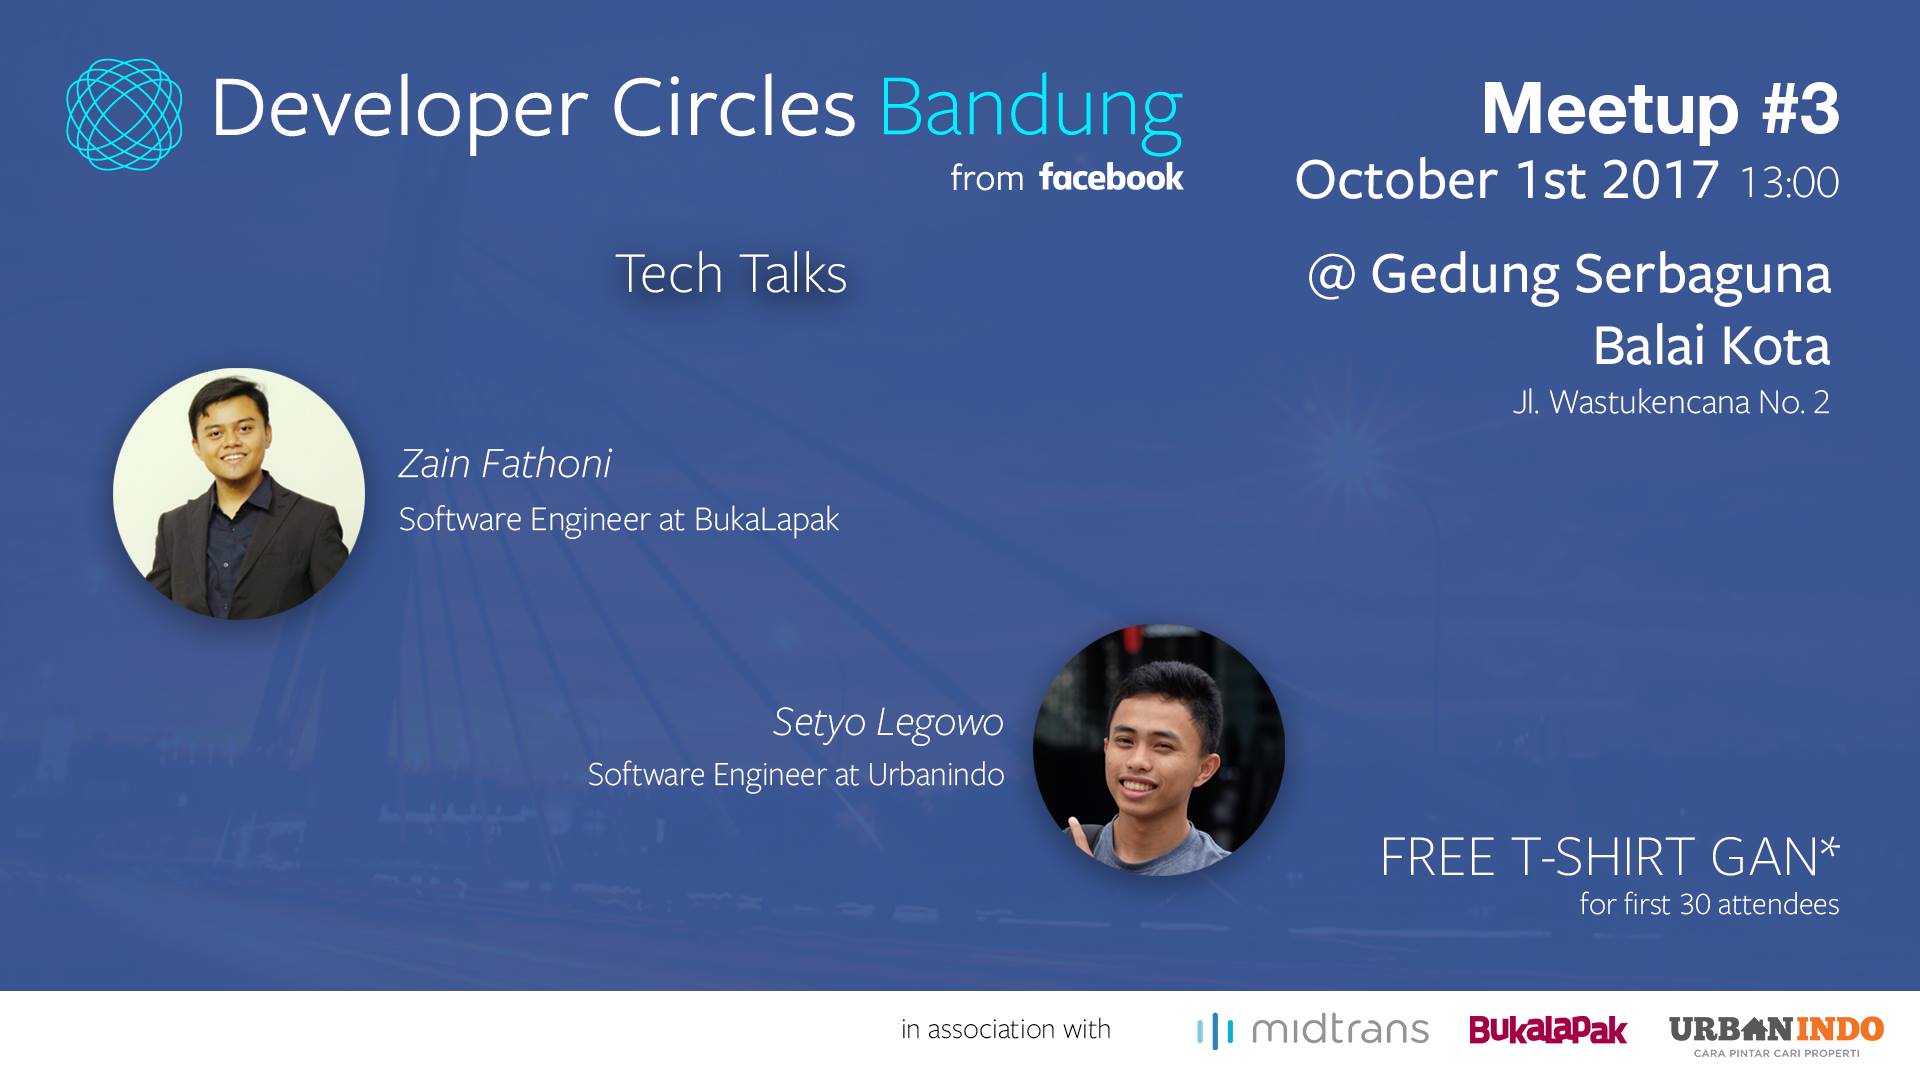 Developer Circles Bandung
from facebook
Meetup #3
October 1st 2017 13:00
@ Gedung Serbaguna
Balai Kota
Jl. Wastukencana No. 2
Tech Talks
Zain Fathoni
Software Engineer at BukaLapak
Setyo Legowo
Software Engineer at Urbanindo
FREE T-SHIRT GAN*
for first 30 attendees
in association with
midtrans
BukaLaPak
URBANINDO
CARA PINTAR CARI PROPERTI